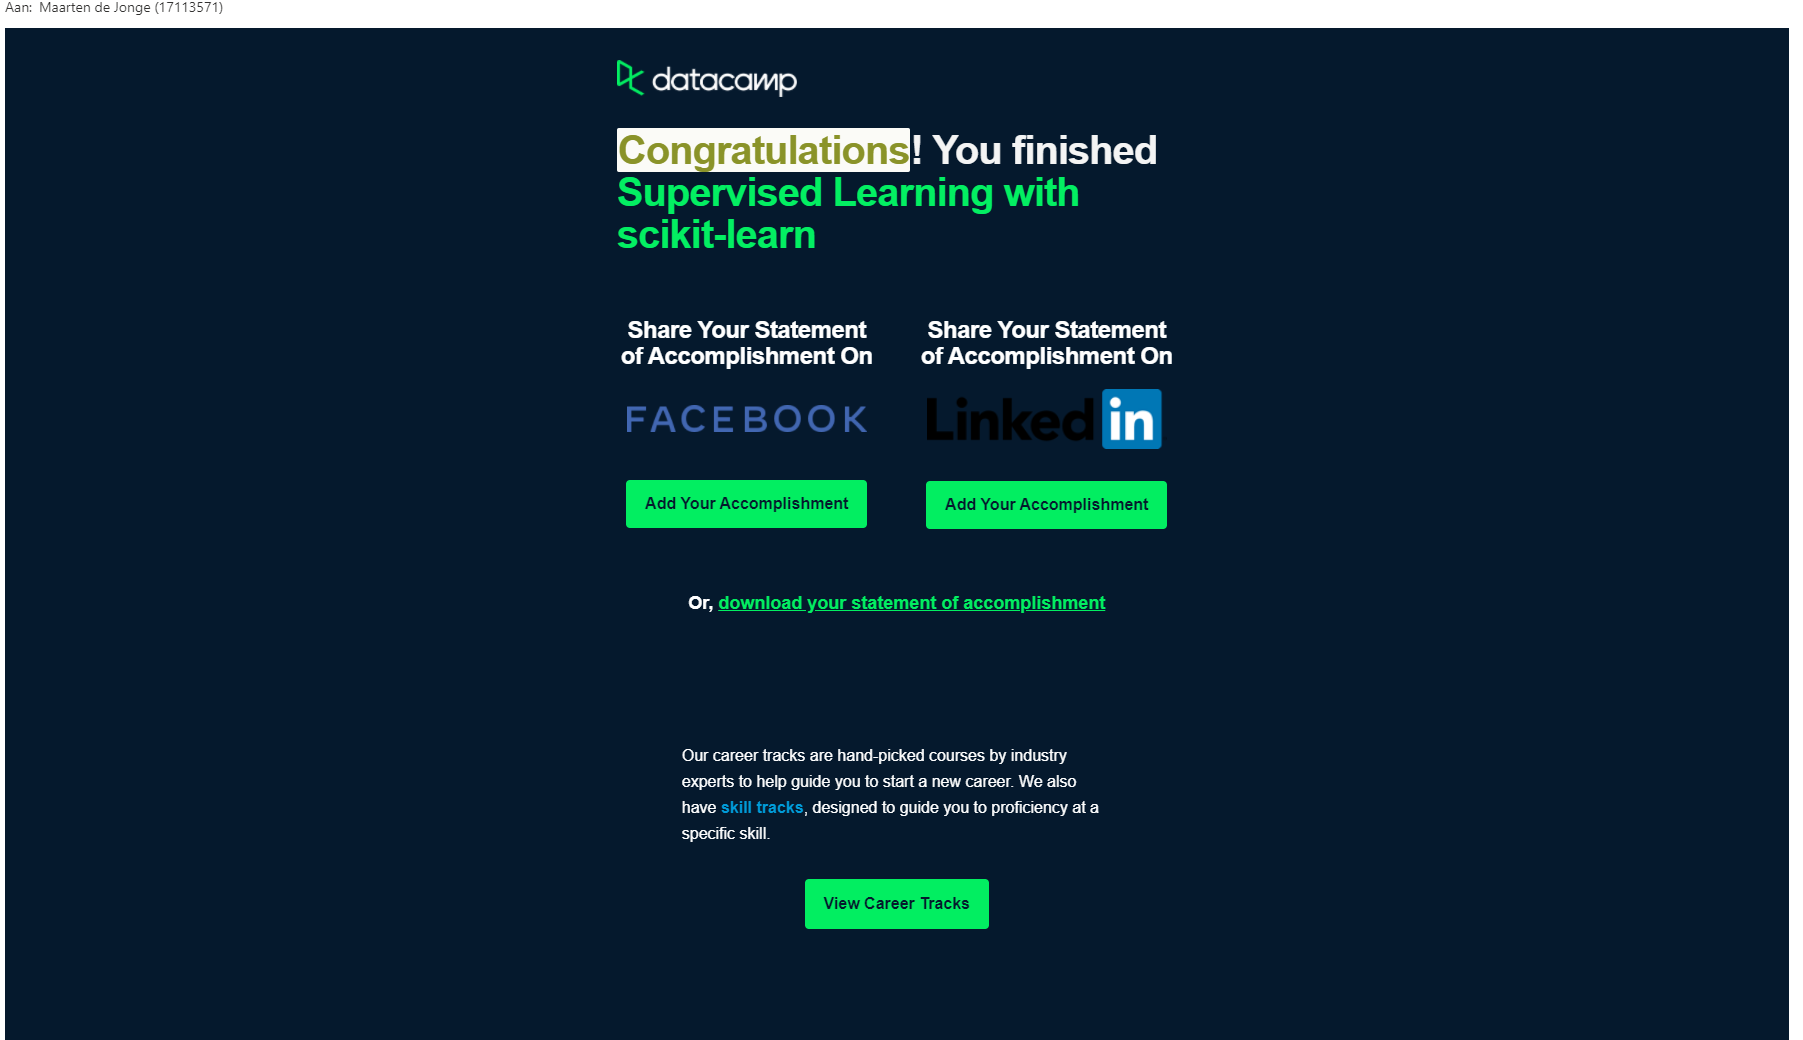 Aan: Maarten de Jonge (17113571)
datacamp
Congratulations! You finished
Supervised Learning with
scikit-learn
Share Your Statement
of Accomplishment On
FACEBOOK
Add Your Accomplishment
Share Your Statement
of Accomplishment On
Linked in
Add Your Accomplishment
Or, download your statement of accomplishment
Our career tracks are hand-picked courses by industry
experts to help guide you to start a new career. We also
have skill tracks, designed to guide you to proficiency at a
specific skill.
View Career Tracks